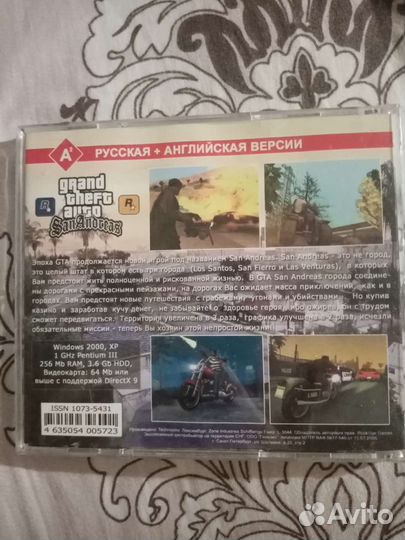 А²
РУССКАЯ + АНГЛИЙСКАЯ ВЕРСИИ
grand
theft
auto
San Andreas
R
R
Эпоха GTA продолжается новой игрой под названием San Andreas. San Andreas - это не город,
это целый штат в котором есть три города (Los Santos, San Fierro и Las Venturas), в которых
Вам предстоит жить полноценной и рискованной жизнью. В GTA San Andreas города соедине-
ны дорогами с прекрасными пейзажами, на дорогах Вас ожидает масса приключений, как и в
городах. Вам предстоит новые путешествия с грабежами, угонами и убийствами... Но купив
казино и заработав кучу денег, не забывайте о здоровье героя, ибо жирный он с трудом
сможет передвигаться. Территория увеличена в 3 раза, графика улучшена в 2 раза, исчезли
обязательные миссии - теперь Вы хозяин этой непростой жизни!
Windows 2000, XP
1 GHz Pentium III
256 Mb RAM, 3.6 Gb HDD,
Видеокарта: 64 Mb или
выше с поддержкой DirectX 9
ISSN 1073-5431
4 635054 005723
Avito